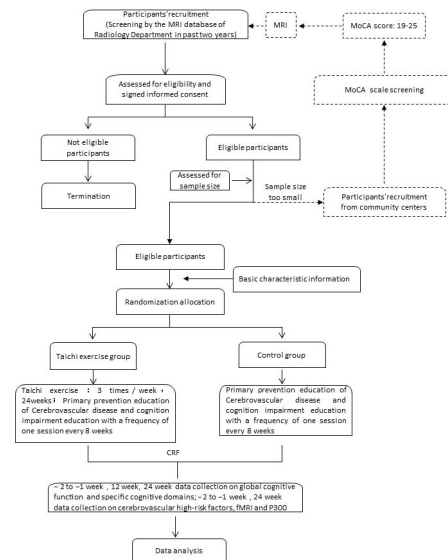 Participants'recruitment
(Screening by the MRI database of
Radiology Department in past two years)
MRI
MoCA score: 19-25
MoCA scale screening
Assessed for eligibility and
signed informed consent
Not eligible
participants
Eligible participants
Assessed for
sample size
Termination
Sample size
too small
Participants'recruitment
from community centers
Eligible participants
Basic characteristic information
Randomization allocation
Taichi exercise group
Control group
Taichi exercise : 3 times / week ,
24weeks; Primary prevention education
of Cerebrovascular disease and cognition
impairment education with a frequency of
one session every 8 weeks
Primary prevention education of
Cerebrovascular disease and
cognition impairment education
with a frequency of one session
every 8 weeks
CRF
– 2 to –1 week , 12 week, 24 week data collection on global cognitive
function and specific cognitive domains; –2 to –1 week , 24 week
data collection on cerebrovascular high-risk factors, fMRI and P300
Data analysis